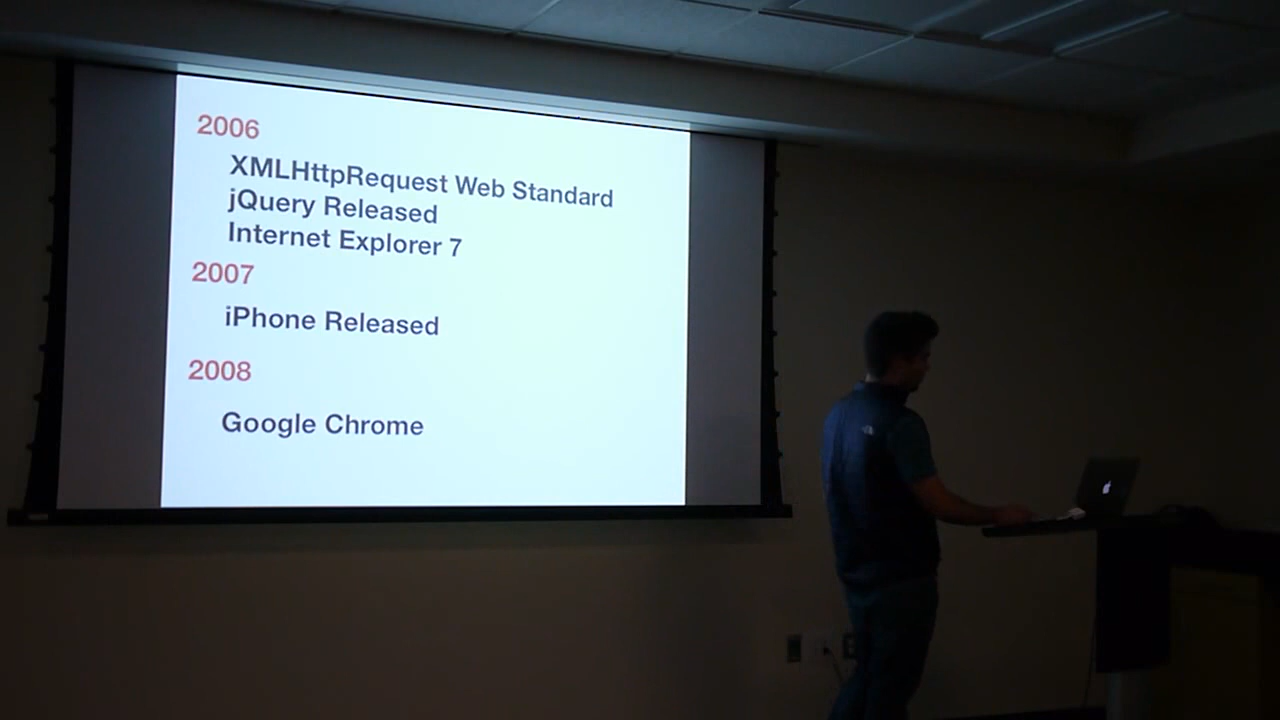 2006
XMLHttpRequest Web Standard
jQuery Released
Internet Explorer 7
2007
iPhone Released
2008
Google Chrome